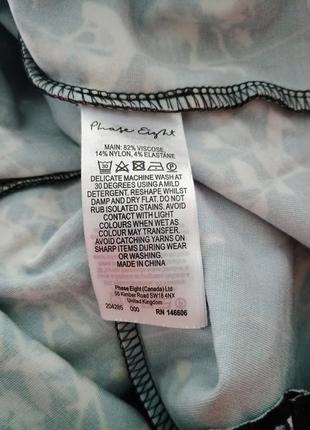 Phase Eight
MAIN: 82% VISCOSE
14% NYLON, 4% ELASTANE
30
DELICATE MACHINE WASH AT
30 DEGREES USING A MILD
DETERGENT. RESHAPE WHILST
DAMP AND DRY FLAT. DO NOT
RUB ISOLATED STAINS. AVOID
CONTACT WITH LIGHT
COLOURS WHEN WET AS
COLOUR MAY TRANSFER.
AVOID CATCHING YARNS ON
SHARP ITEMS DURING WEAR
OR WASHING.
MADE IN CHINA
Phase Eight (Canada) Ltd
55 Kimber Road SW18 4NX
United Kingdom
204285 000 RN 146606